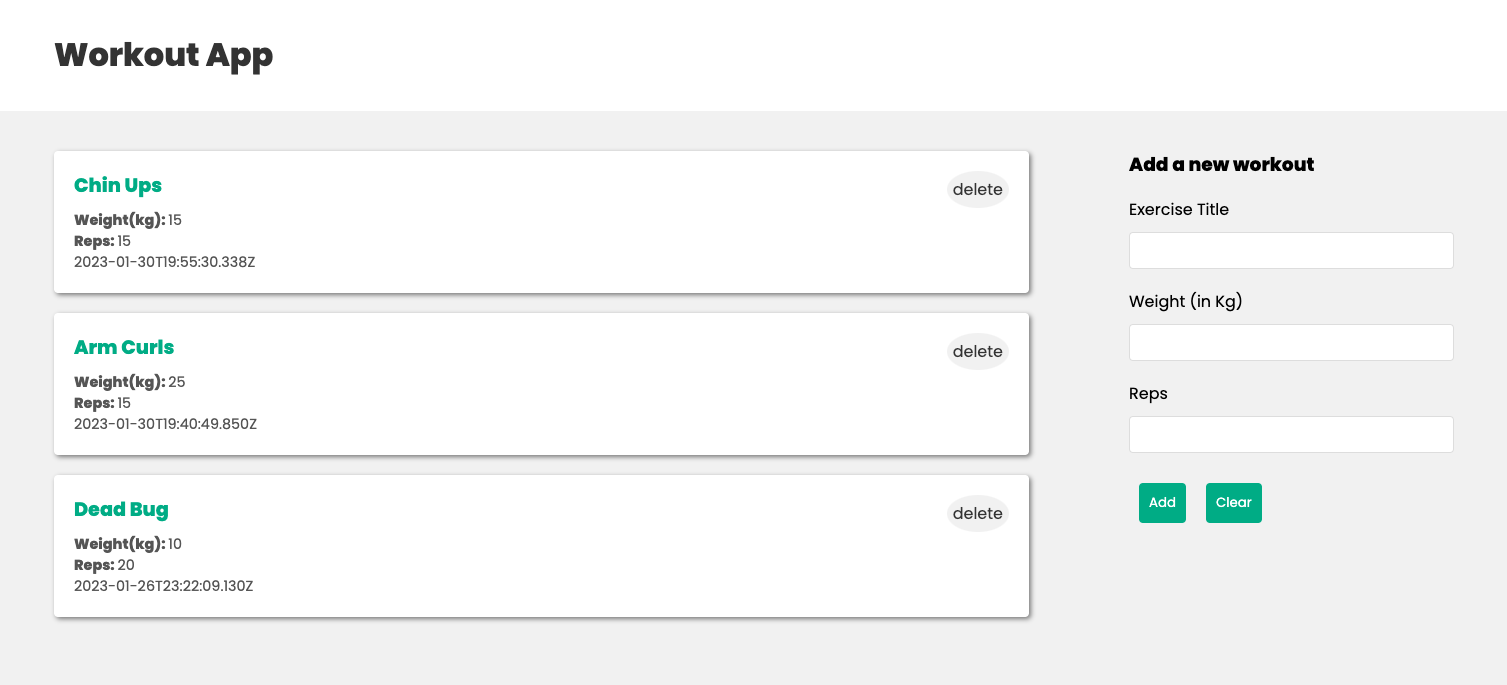 Workout App
Chin Ups
delete
Weight(kg): 15
Reps: 15
2023-01-30T19:55:30.338Z
Arm Curls
delete
Weight(kg): 25
Reps: 15
2023-01-30T19:40:49.850Z
Dead Bug
delete
Weight(kg): 10
Reps: 20
2023-01-26T23:22:09.130Z
Add a new workout
Exercise Title
Weight (in Kg)
Reps
Add
Clear